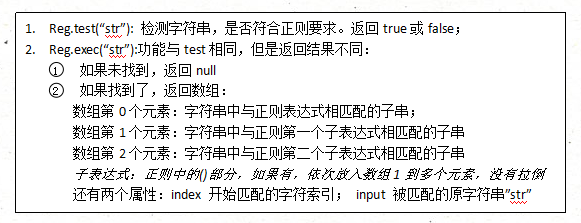 1. Reg.test(“str”): 检测字符串，是否符合正则要求。返回 true 或 false；
2. Reg.exec(“str”):功能与 test 相同，但是返回结果不同：
① 如果未找到，返回 null
② 如果找到了，返回数组：
数组第 0 个元素：字符串中与正则表达式相匹配的子串；
数组第 1 个元素：字符串中与正则第一个子表达式相匹配的子串
数组第 2 个元素：字符串中与正则第二个子表达式相匹配的子串
子表达式：正则中的()部分，如果有，依次放入数组 1 到多个元素，没有拉倒
还有两个属性：index 开始匹配的字符索引； input 被匹配的原字符串”str”